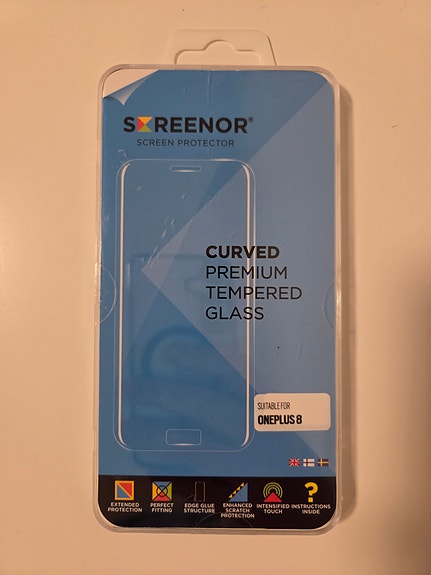 SCREENOR®
SCREEN PROTECTOR
CURVED
PREMIUM
TEMPERED
GLASS
SUITABLE FOR
ONEPLUS 8
EXTENDED
PROTECTION
PERFECT
FITTING
EDGE GLUE
STRUCTURE
ENHANCED
SCRATCH
PROTECTION
INTENSIFIED
TOUCH
?
INSTRUCTIONS
INSIDE